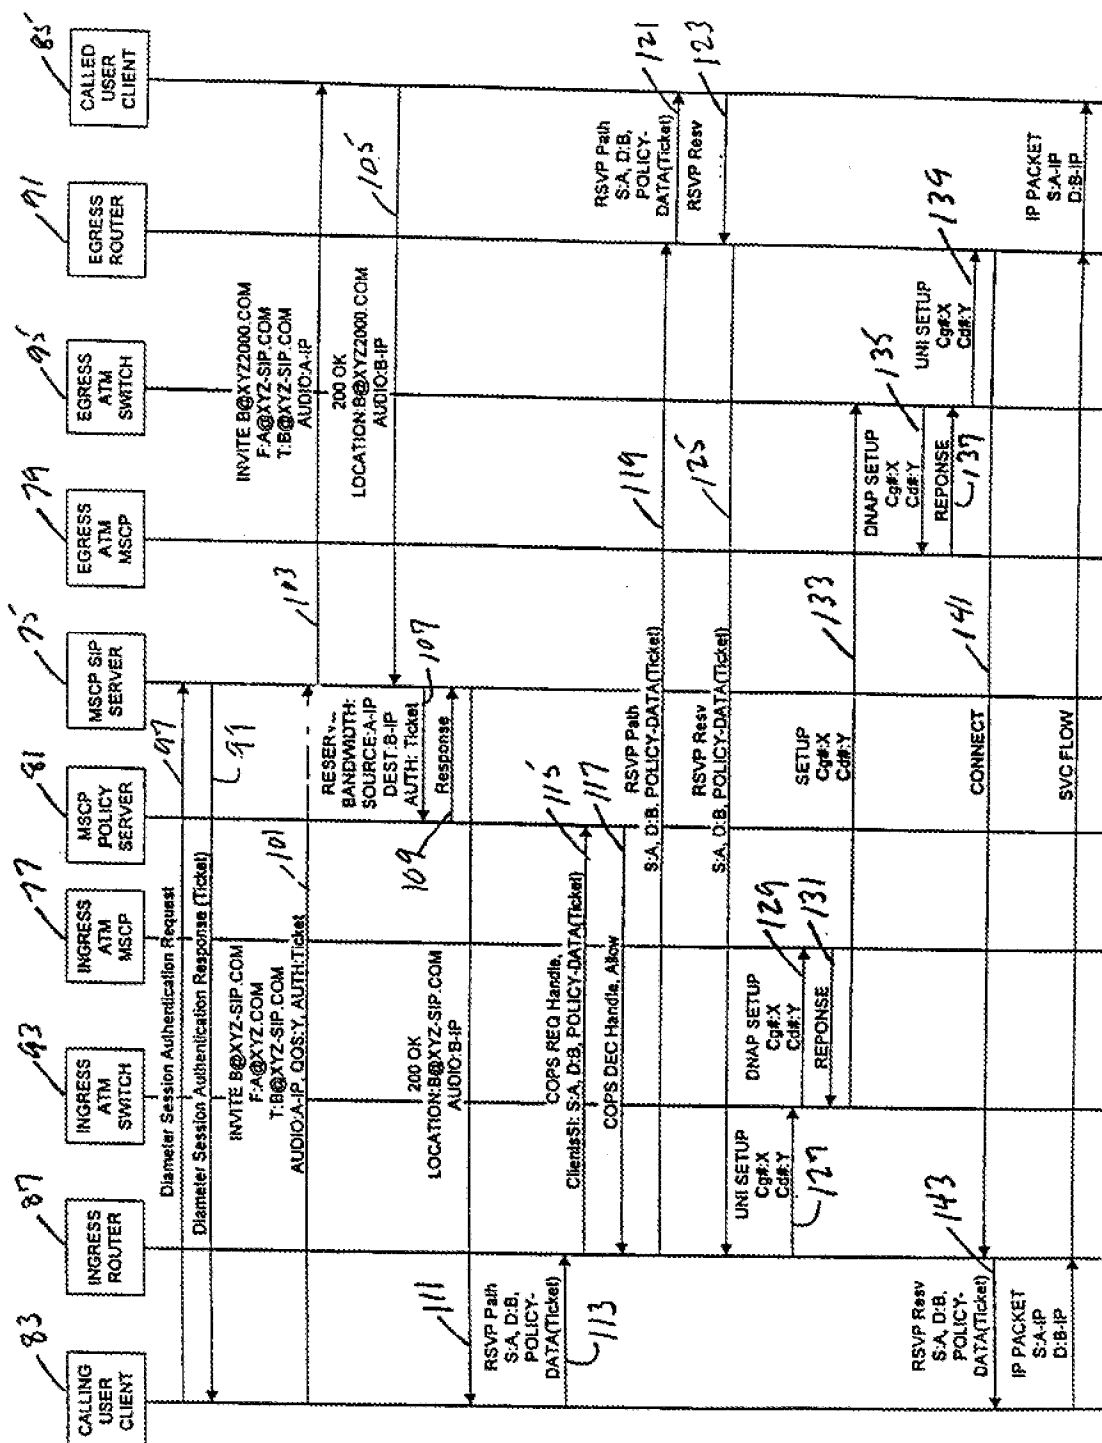 83
CALLING
USER
CLIENT
87
INGRESS
ROUTER
93
INGRESS
ATM
SWITCH
77
INGRESS
ATM
MSCP
81
MSCP
POLICY
SERVER
75
MSCP SIP
SERVER
79
EGRESS
ATM
MSCP
95
EGRESS
ATM
SWITCH
91
EGRESS
ROUTER
85
CALLED
USER
CLIENT
Diameter Session Authentication Request
97
Diameter Session Authentication Response (Ticket)
99
INVITE B@XYZ-SIP.COM
F:A@XYZ.COM
T:B@XYZ-SIP.COM
AUDIO:A-IP, QOS:Y, AUTH:Ticket
101
INVITE B@XYZ2000.COM
F:A@XYZ-SIP.COM
T:B@XYZ-SIP.COM
AUDIO:A-IP
103
200 OK
LOCATION:B@XYZ2000.COM
AUDIO:B-IP
105
RESERV...
BANDWIDTH:
SOURCE:A-IP
DEST:B-IP
AUTH: Ticket
107
Response
109
200 OK
LOCATION:B@XYZ-SIP.COM
AUDIO:B-IP
111
RSVP Path
S:A, D:B,
POLICY-
DATA(Ticket)
113
COPS REQ Handle,
ClientsSI: S:A, D:B, POLICY-DATA(Ticket)
115
COPS DEC Handle, Allow
117
RSVP Path
S:A, D:B, POLICY-DATA(Ticket)
119
RSVP Path
S:A, D:B,
POLICY-
DATA(Ticket)
121
RSVP Resv
123
RSVP Resv
S:A, D:B, POLICY-DATA(Ticket)
125
UNI SETUP
Cg#:X
Cd#:Y
127
DNAP SETUP
Cg#:X
Cd#:Y
129
REPONSE
131
SETUP
Cg#:X
Cd#:Y
133
DNAP SETUP
Cg#:X
Cd#:Y
135
REPONSE
137
UNI SETUP
Cg#:X
Cd#:Y
139
CONNECT
141
RSVP Resv
S:A, D:B,
POLICY-
DATA(Ticket)
143
IP PACKET
S:A-IP
D:B-IP
SVC FLOW
IP PACKET
S:A-IP
D:B-IP